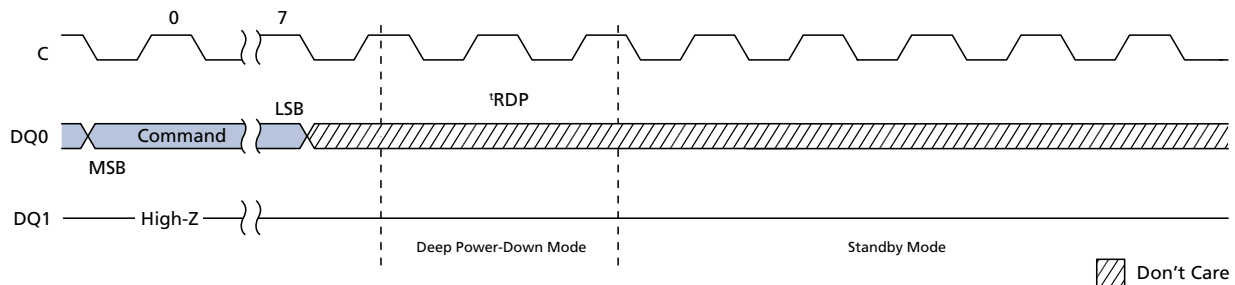 0 7
C
ᵗRDP
LSB
DQ0 Command
MSB
DQ1 High-Z
Deep Power-Down Mode Standby Mode
Don't Care